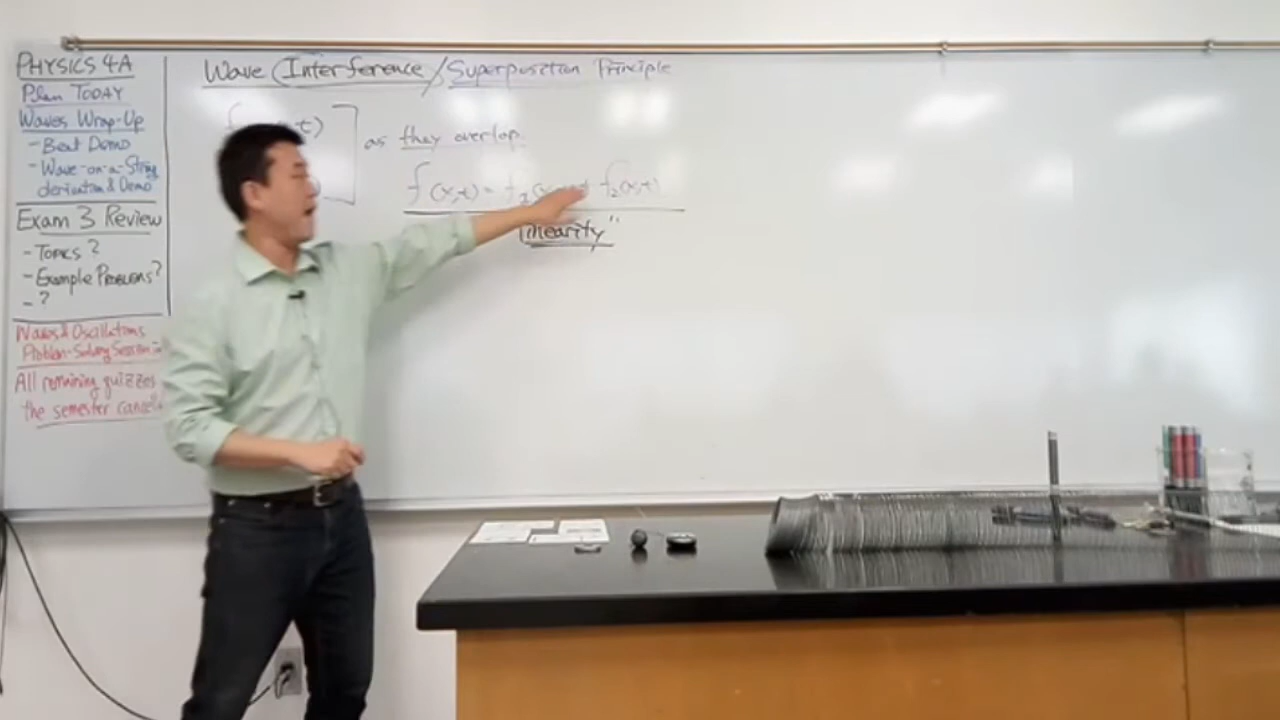 PHYSICS 4A
Plan TODAY
Waves Wrap-Up
- Beat Demo
- Wave-on-a-String
derivation & Demo
Exam 3 Review
- TOPICS?
- Example PROBLEMS?
- ?
Waves & Oscillations
Problem-Solving Session
All remaining quizzes
the semester
Wave (Interference/Superposition Principle
t)
as they overlap
f(x,t) = f f₂(x,t)
linearity"